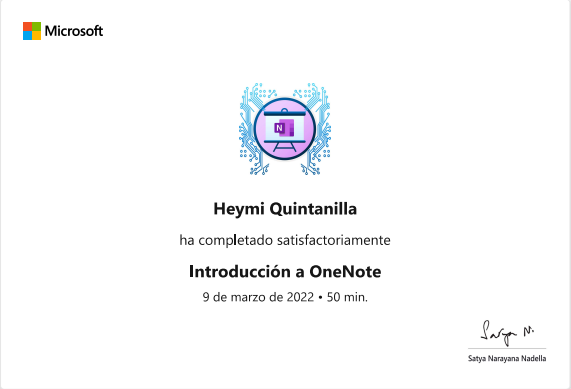 Microsoft
N
Heymi Quintanilla
ha completado satisfactoriamente
Introducción a OneNote
9 de marzo de 2022 • 50 min.
Satya N.
Satya Narayana Nadella